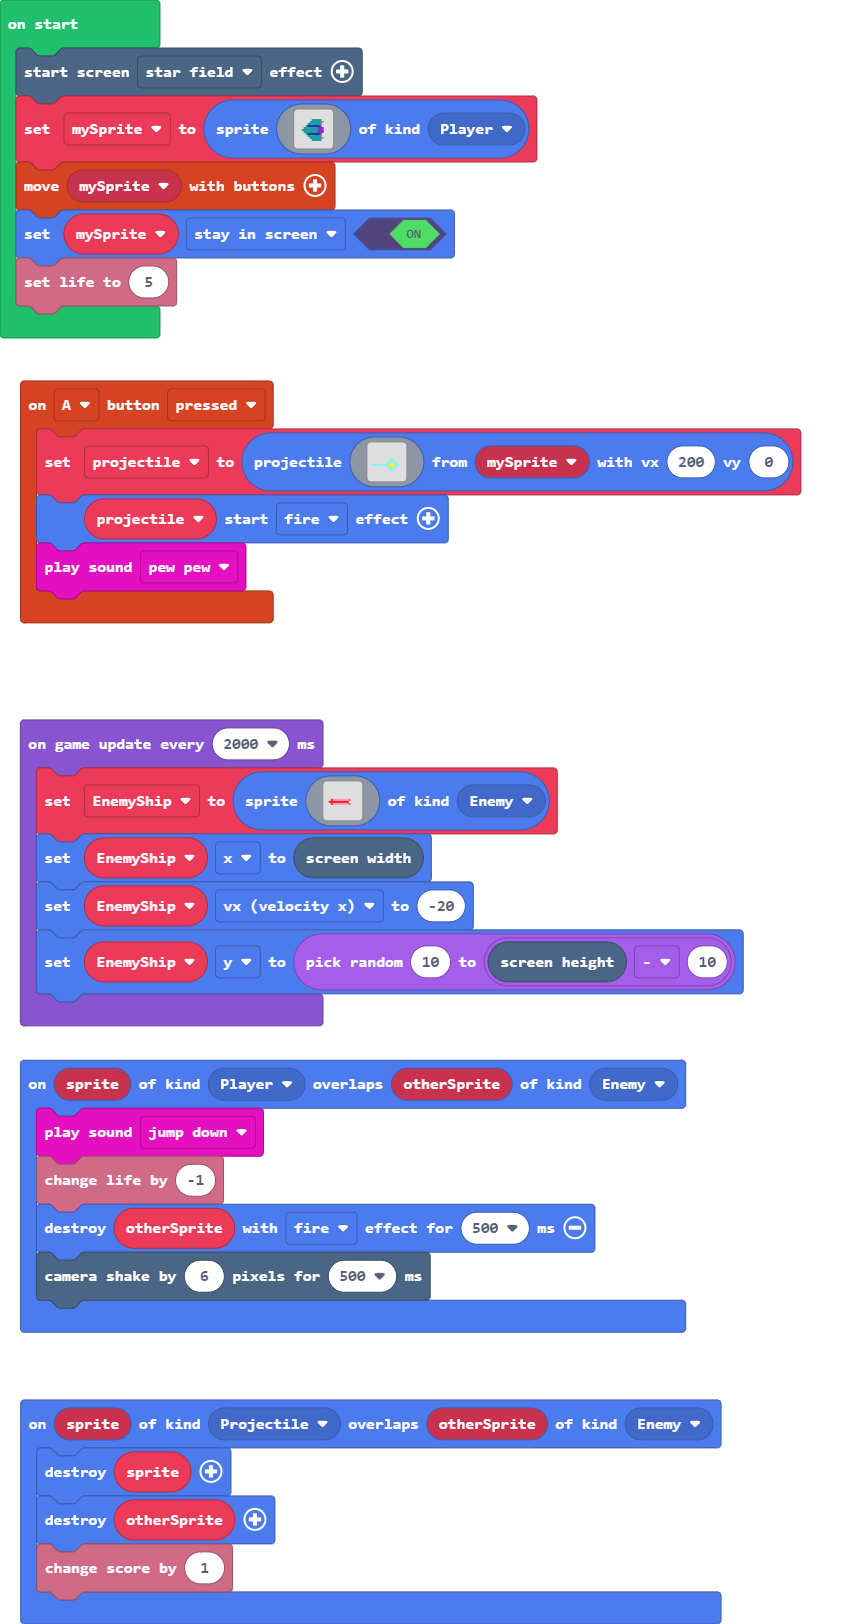 on start
start screen star field effect
set mySprite to sprite of kind Player
move mySprite with buttons
set mySprite stay in screen ON
set life to 5
on A button pressed
set projectile to projectile from mySprite with vx 200 vy 0
projectile start fire effect
play sound pew pew
on game update every 2000 ms
set EnemyShip to sprite of kind Enemy
set EnemyShip x to screen width
set EnemyShip vx (velocity x) to -20
set EnemyShip y to pick random 10 to screen height - 10
on sprite of kind Player overlaps otherSprite of kind Enemy
play sound jump down
change life by -1
destroy otherSprite with fire effect for 500 ms
camera shake by 6 pixels for 500 ms
on sprite of kind Projectile overlaps otherSprite of kind Enemy
destroy sprite
destroy otherSprite
change score by 1